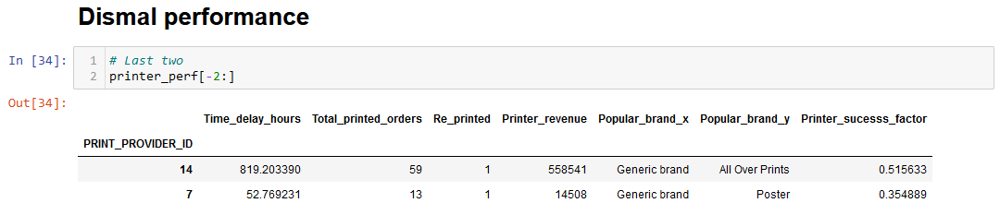 Dismal performance
In [34]: 1 # Last two
2 printer_perf[-2:]
Out[34]:
Time_delay_hours Total_printed_orders Re_printed Printer_revenue Popular_brand_x Popular_brand_y Printer_sucesss_factor
PRINT_PROVIDER_ID
14 819.203390 59 1 558541 Generic brand All Over Prints 0.515633
7 52.769231 13 1 14508 Generic brand Poster 0.354889